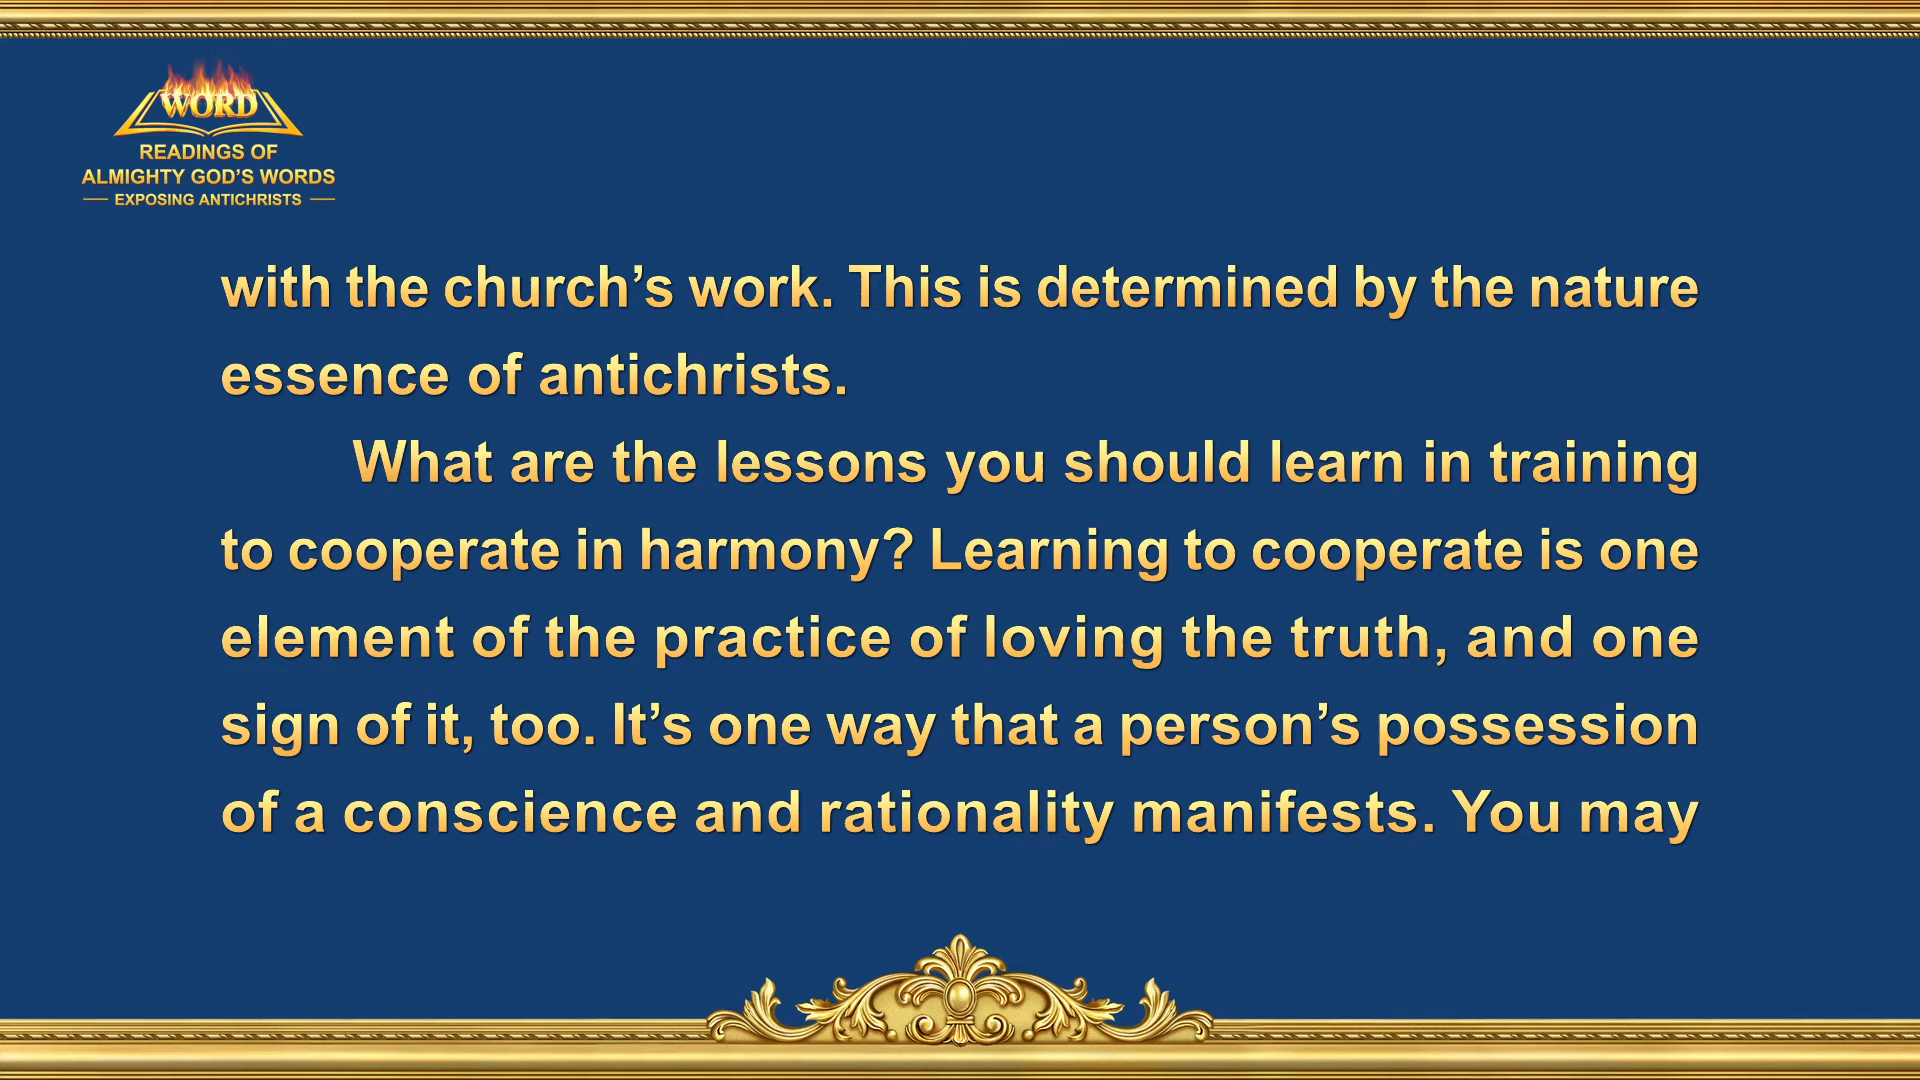 WORD
READINGS OF
ALMIGHTY GOD’S WORDS
EXPOSING ANTICHRISTS
with the church’s work. This is determined by the nature
essence of antichrists.
What are the lessons you should learn in training
to cooperate in harmony? Learning to cooperate is one
element of the practice of loving the truth, and one
sign of it, too. It’s one way that a person’s possession
of a conscience and rationality manifests. You may